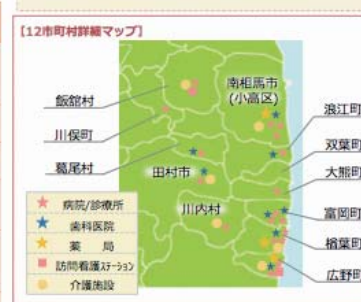 【12市町村詳細マップ】
南相馬市
(小高区)
飯舘村
川俣町
葛尾村
田村市
川内村
浪江町
双葉町
大熊町
富岡町
楢葉町
広野町
病院/診療所
歯科医院
薬 局
訪問看護ステーション
介護施設